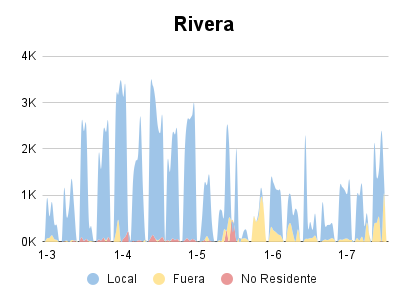 Rivera
4K
3K
2K
1K
0K
1-3 1-4 1-5 1-6 1-7
Local Fuera No Residente